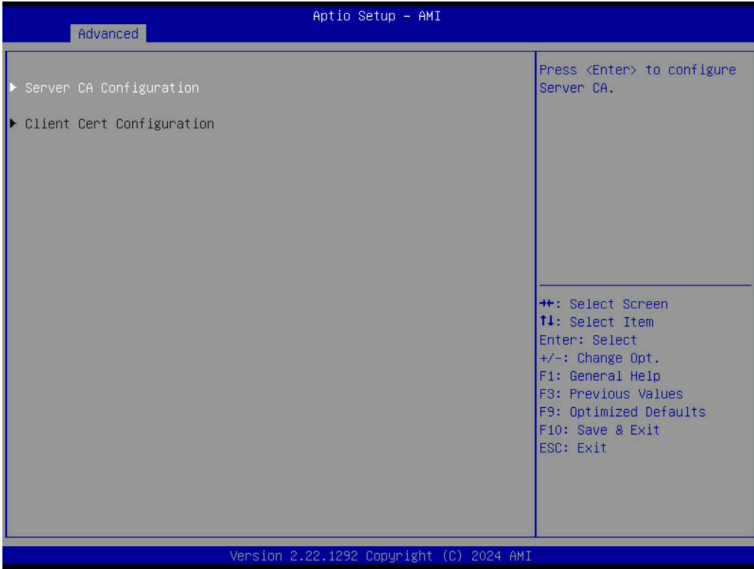 Aptio Setup – AMI
Advanced
▶ Server CA Configuration
▶ Client Cert Configuration
Press <Enter> to configure
Server CA.
→←: Select Screen
↑↓: Select Item
Enter: Select
+/-: Change Opt.
F1: General Help
F3: Previous Values
F9: Optimized Defaults
F10: Save & Exit
ESC: Exit
Version 2.22.1292 Copyright (C) 2024 AMI